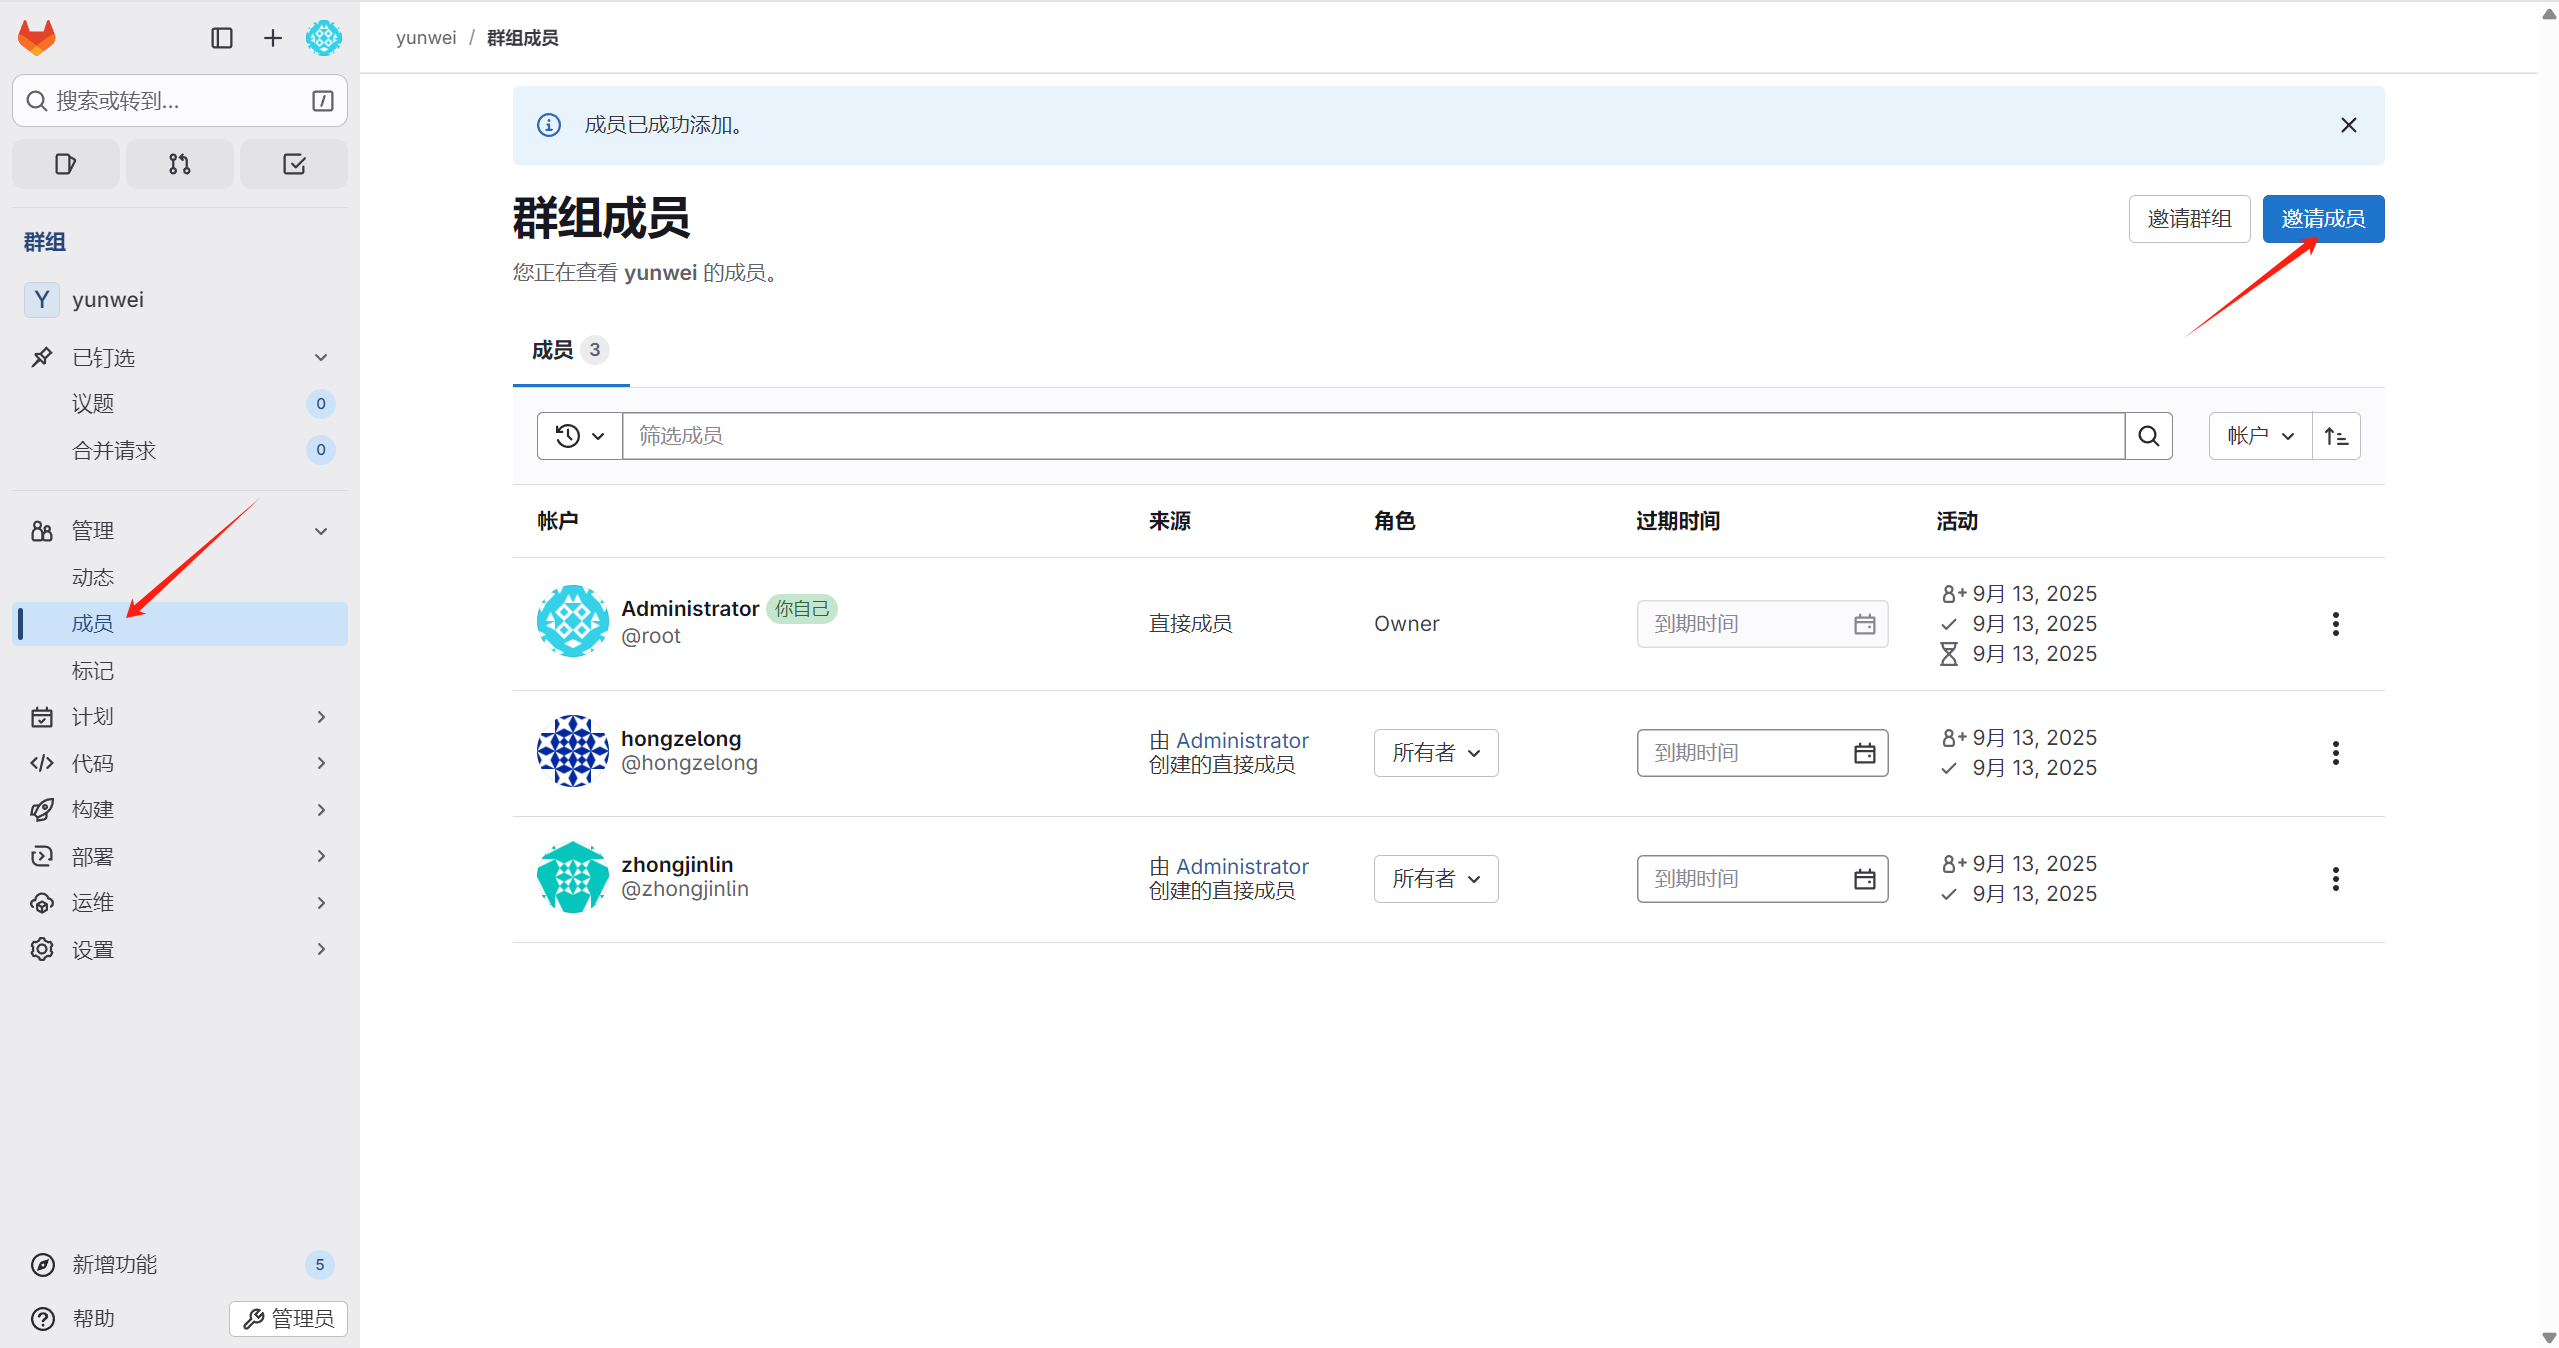 搜索或转到...
/
群组
Y yunwei
已钉选
议题 0
合并请求 0
管理
动态
成员
标记
计划
代码
构建
部署
运维
设置
新增功能 5
帮助
管理员
yunwei / 群组成员
成员已成功添加。
群组成员
邀请群组
邀请成员
您正在查看 yunwei 的成员。
成员 3
筛选成员
帐户
帐户 来源 角色 过期时间 活动
Administrator 你自己
@root
直接成员
Owner
到期时间
9月 13, 2025
9月 13, 2025
9月 13, 2025
hongzelong
@hongzelong
由 Administrator
创建的直接成员
所有者
到期时间
9月 13, 2025
9月 13, 2025
zhongjinlin
@zhongjinlin
由 Administrator
创建的直接成员
所有者
到期时间
9月 13, 2025
9月 13, 2025